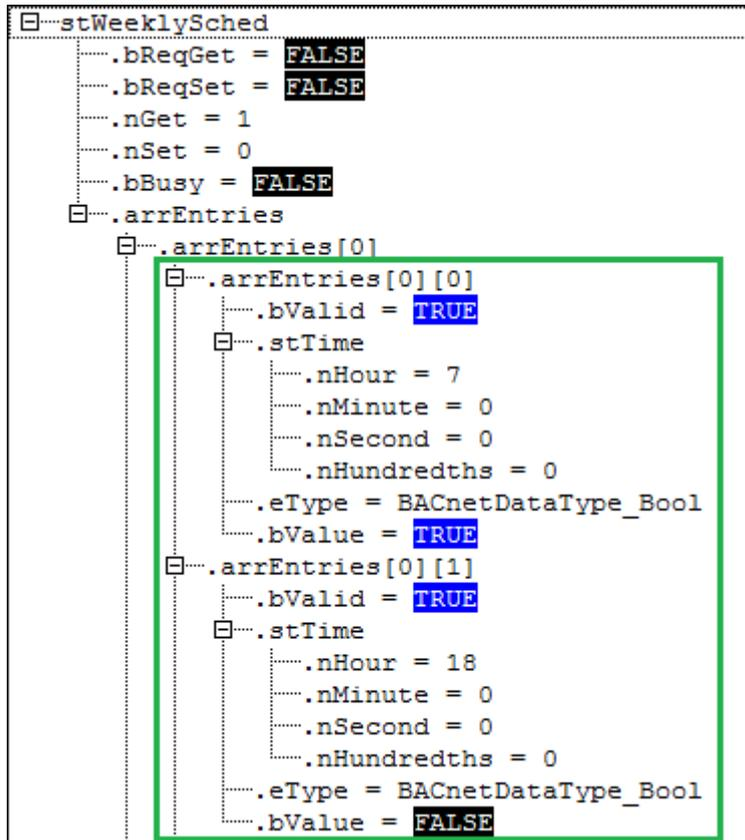 stWeeklySched
.bReqGet = FALSE
.bReqSet = FALSE
.nGet = 1
.nSet = 0
.bBusy = FALSE
.arrEntries
.arrEntries[0]
.arrEntries[0][0]
.bValid = TRUE
.stTime
.nHour = 7
.nMinute = 0
.nSecond = 0
.nHundredths = 0
.eType = BACnetDataType_Bool
.bValue = TRUE
.arrEntries[0][1]
.bValid = TRUE
.stTime
.nHour = 18
.nMinute = 0
.nSecond = 0
.nHundredths = 0
.eType = BACnetDataType_Bool
.bValue = FALSE